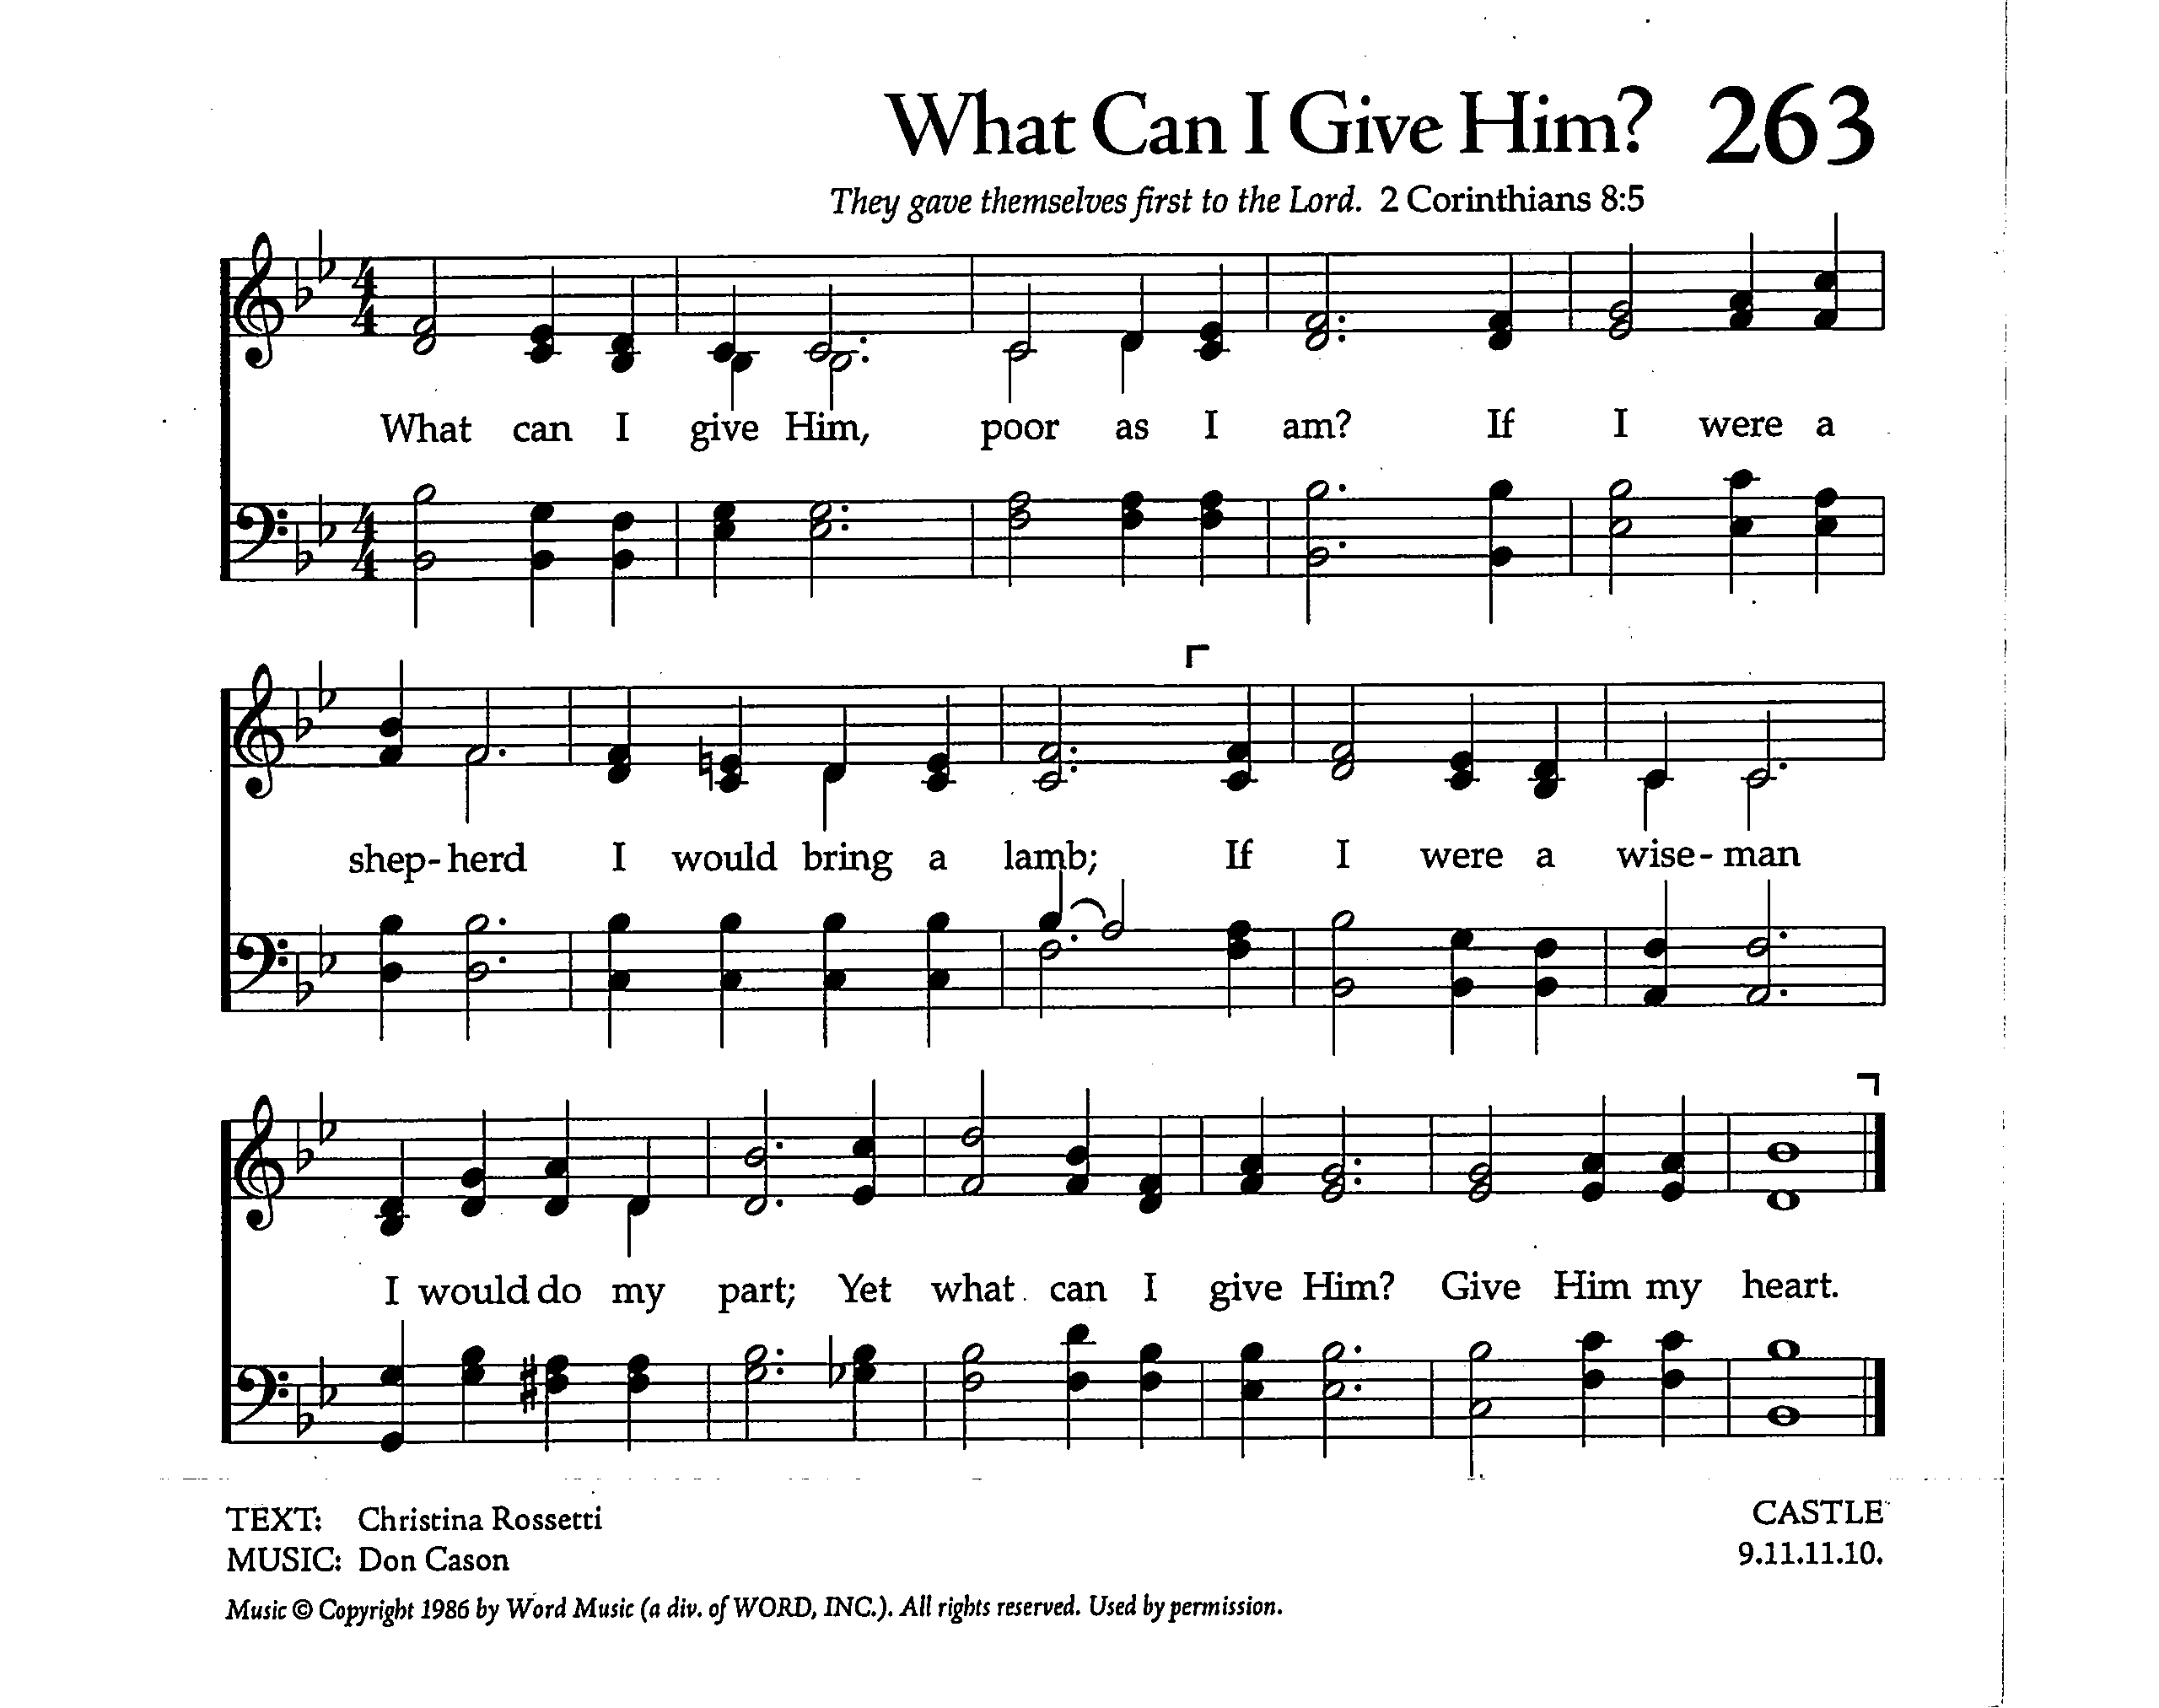 What Can I Give Him? 263
They gave themselves first to the Lord. 2 Corinthians 8:5
4 4
What can I give Him, poor as I am? If I were a
4 4
shep- herd I would bring a lamb; If I were a wise- man
I would do my part; Yet what can I give Him? Give Him my heart.
TEXT: Christina Rossetti
CASTLE
MUSIC: Don Cason
9.11.11.10.
Music © Copyright 1986 by Word Music (a div. of WORD, INC.). All rights reserved. Used by permission.